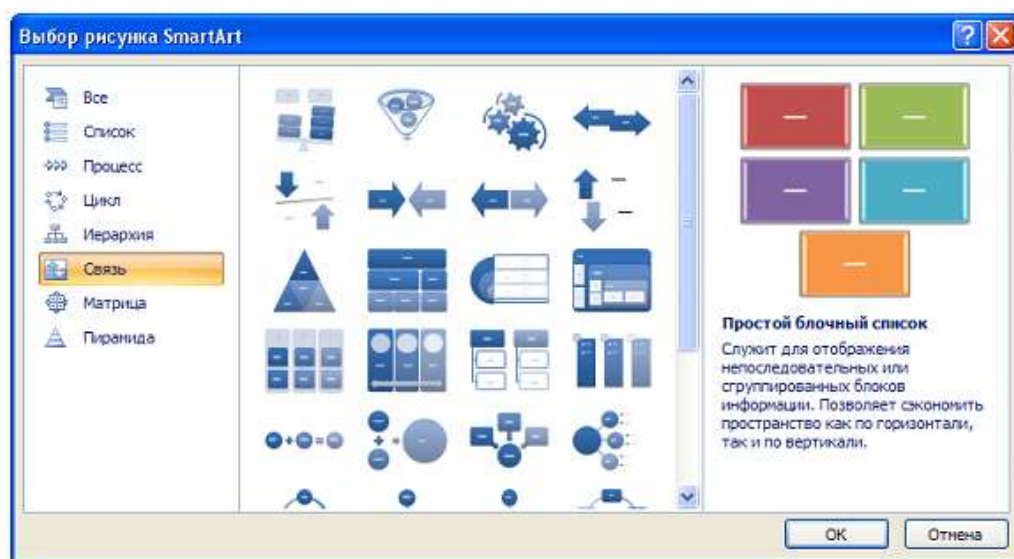 Выбор рисунка SmartArt
Все
Список
Процесс
Цикл
Иерархия
Связь
Матрица
Пирамида
Простой блочный список
Служит для отображения
непоследовательных или
сгруппированных блоков
информации. Позволяет сэкономить
пространство как по горизонтали,
так и по вертикали.
ОК
Отмена